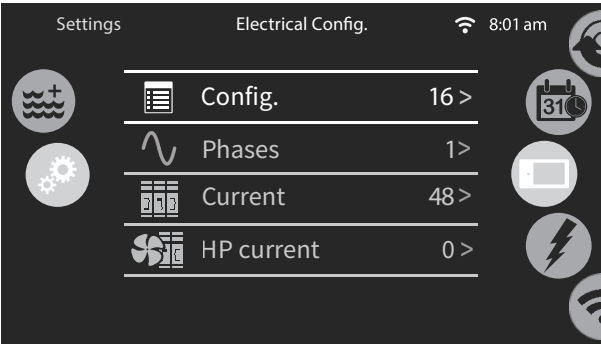 Settings
Electrical Config.
8:01 am
Config. 16 >
31
Phases 1>
Current 48 >
HP current 0 >